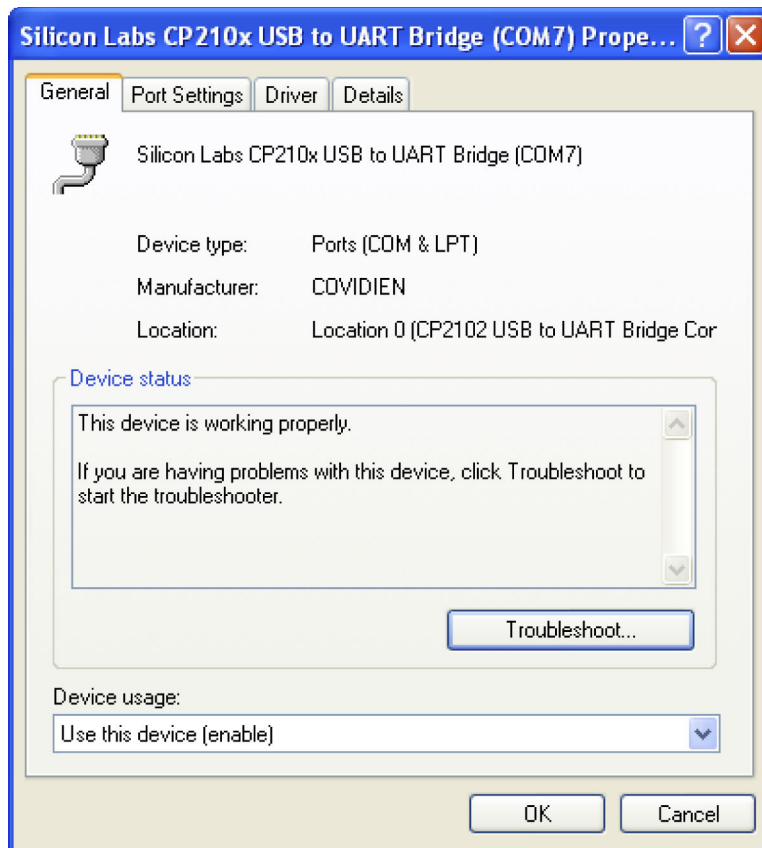 Silicon Labs CP210x USB to UART Bridge (COM7) Prope...
General
Port Settings
Driver
Details
Silicon Labs CP210x USB to UART Bridge (COM7)
Device type: Ports (COM & LPT)
Manufacturer: COVIDIEN
Location: Location 0 (CP2102 USB to UART Bridge Cor
Device status
This device is working properly.
If you are having problems with this device, click Troubleshoot to
start the troubleshooter.
Troubleshoot...
Device usage:
Use this device (enable)
OK
Cancel